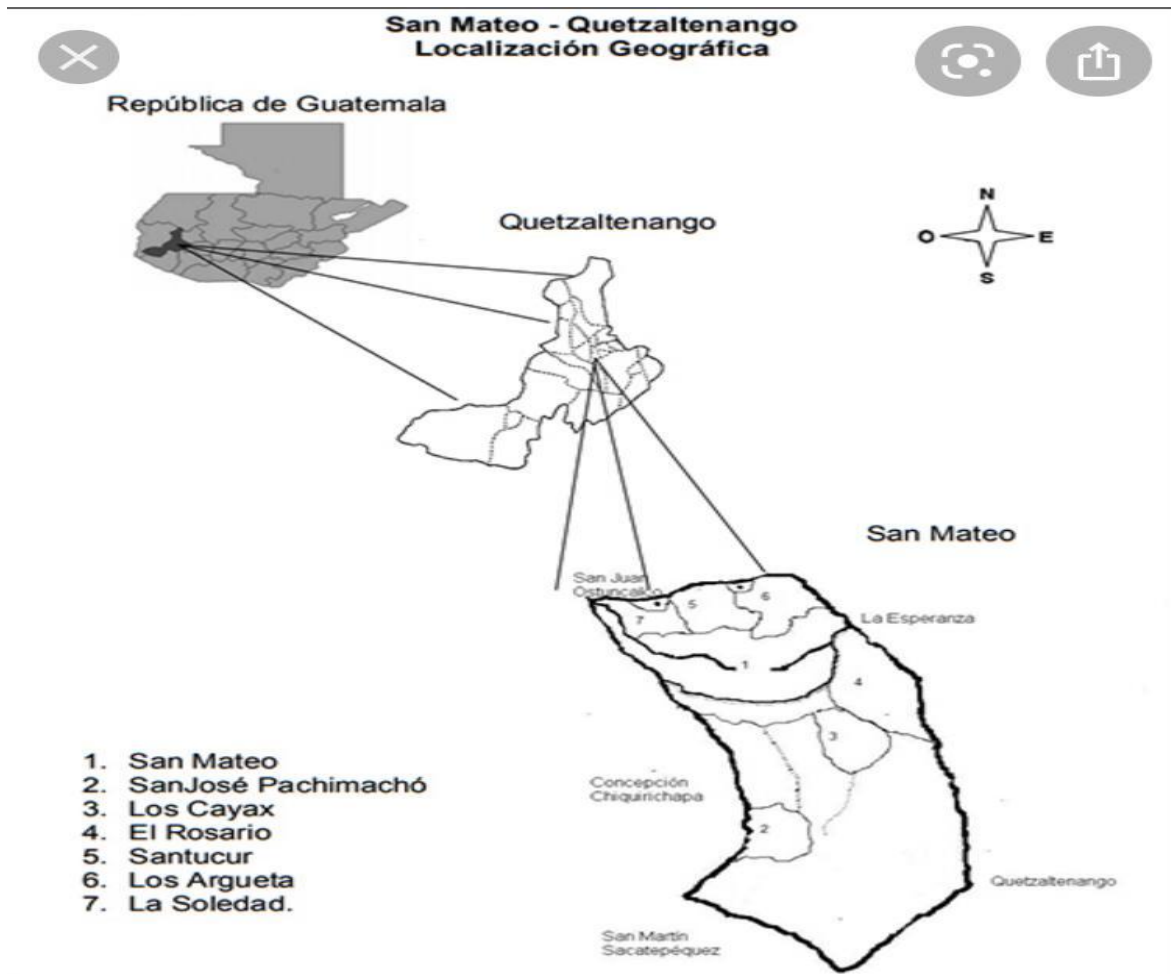 San Mateo - Quetzaltenango
Localización Geográfica
República de Guatemala
Quetzaltenango
N
O
E
S
San Mateo
San Juan
Ostuncalco
La Esperanza
7
5
6
1
4
3
2
Concepción
Chiquirichapa
Quetzaltenango
San Martín
Sacatepéquez
1. San Mateo
2. SanJosé Pachimachó
3. Los Cayax
4. El Rosario
5. Santucur
6. Los Argueta
7. La Soledad.